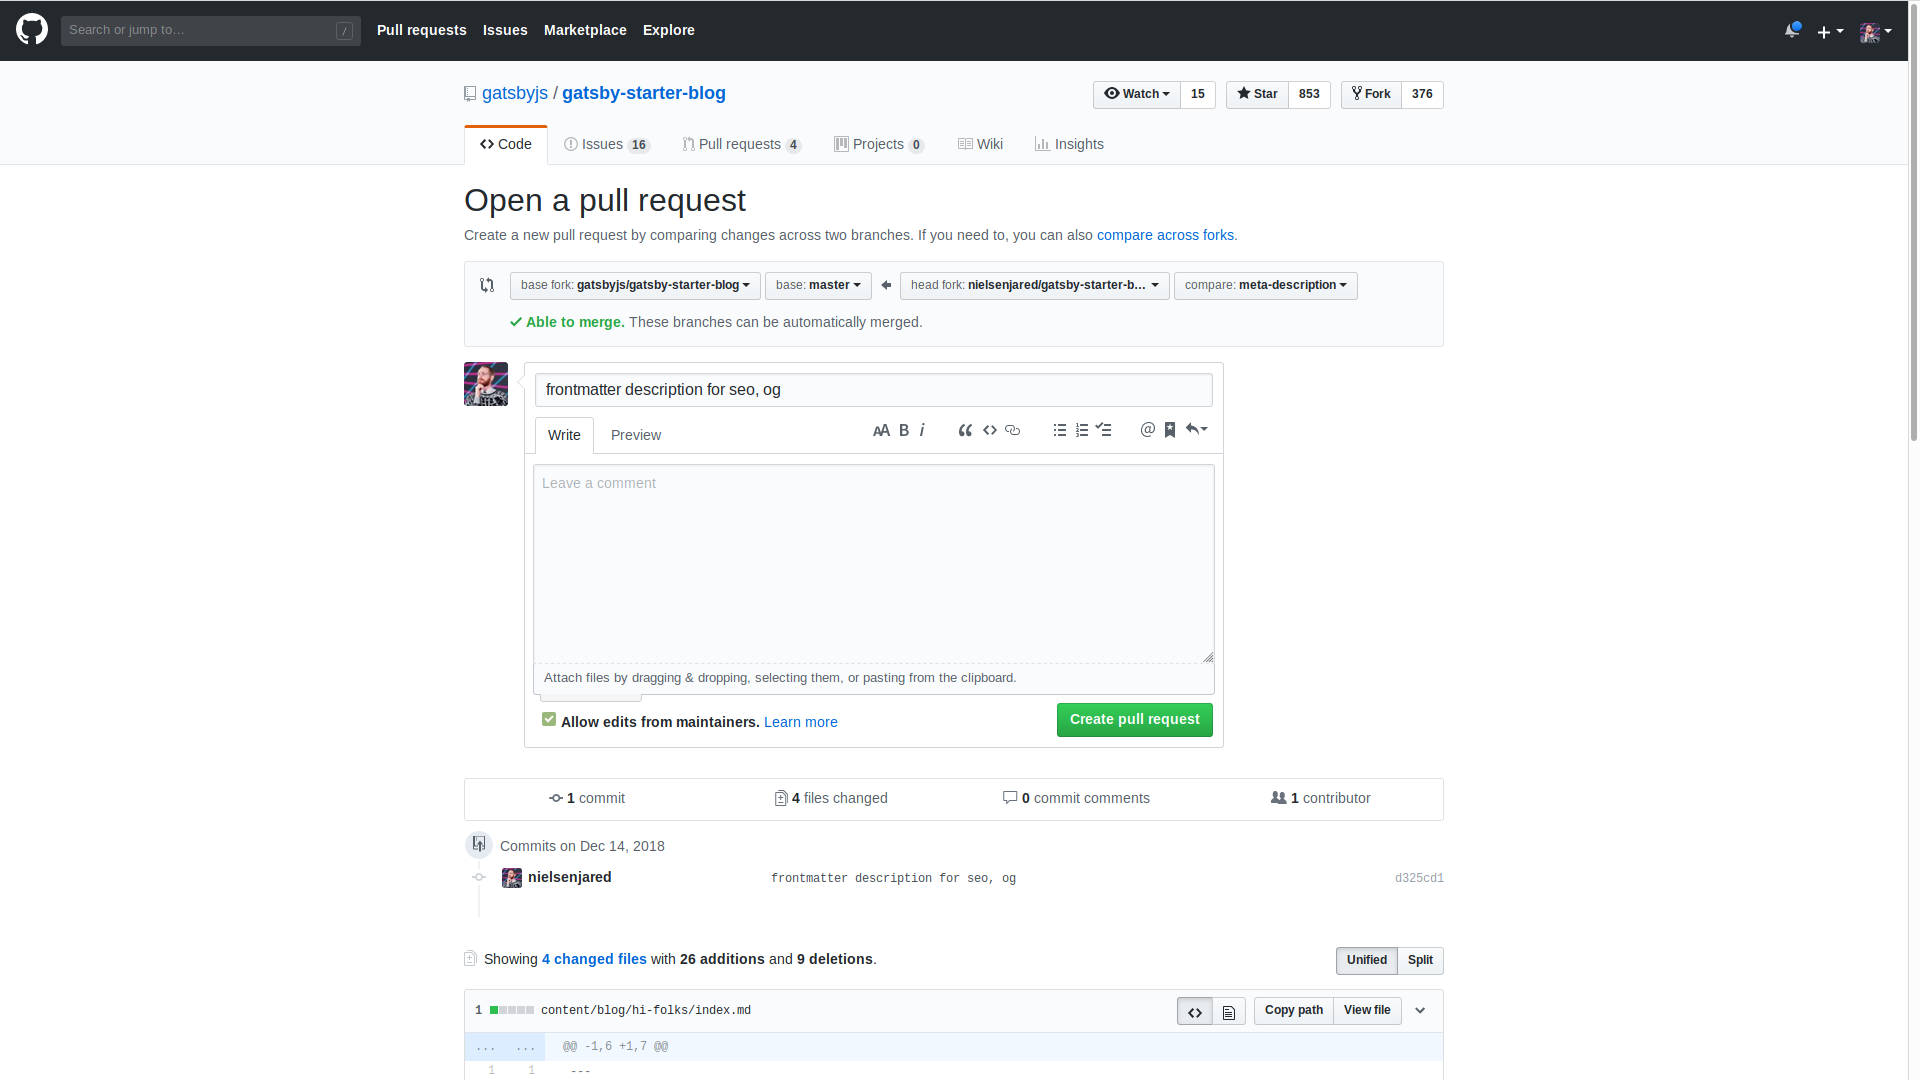 Search or jump to… /
Pull requests Issues Marketplace Explore
gatsbyjs / gatsby-starter-blog
Watch 15 Star 853 Fork 376
Code Issues 16 Pull requests 4 Projects 0 Wiki Insights
Open a pull request
Create a new pull request by comparing changes across two branches. If you need to, you can also compare across forks.
base fork: gatsbyjs/gatsby-starter-blog base: master head fork: nielsenjared/gatsby-starter-b… compare: meta-description
Able to merge. These branches can be automatically merged.
frontmatter description for seo, og
Write Preview AA B i @
Leave a comment
Attach files by dragging & dropping, selecting them, or pasting from the clipboard.
Allow edits from maintainers. Learn more Create pull request
1 commit 4 files changed 0 commit comments 1 contributor
Commits on Dec 14, 2018
nielsenjared frontmatter description for seo, og d325cd1
Showing 4 changed files with 26 additions and 9 deletions. Unified Split
1 content/blog/hi-folks/index.md Copy path View file
... ... @@ -1,6 +1,7 @@
1 1 ---